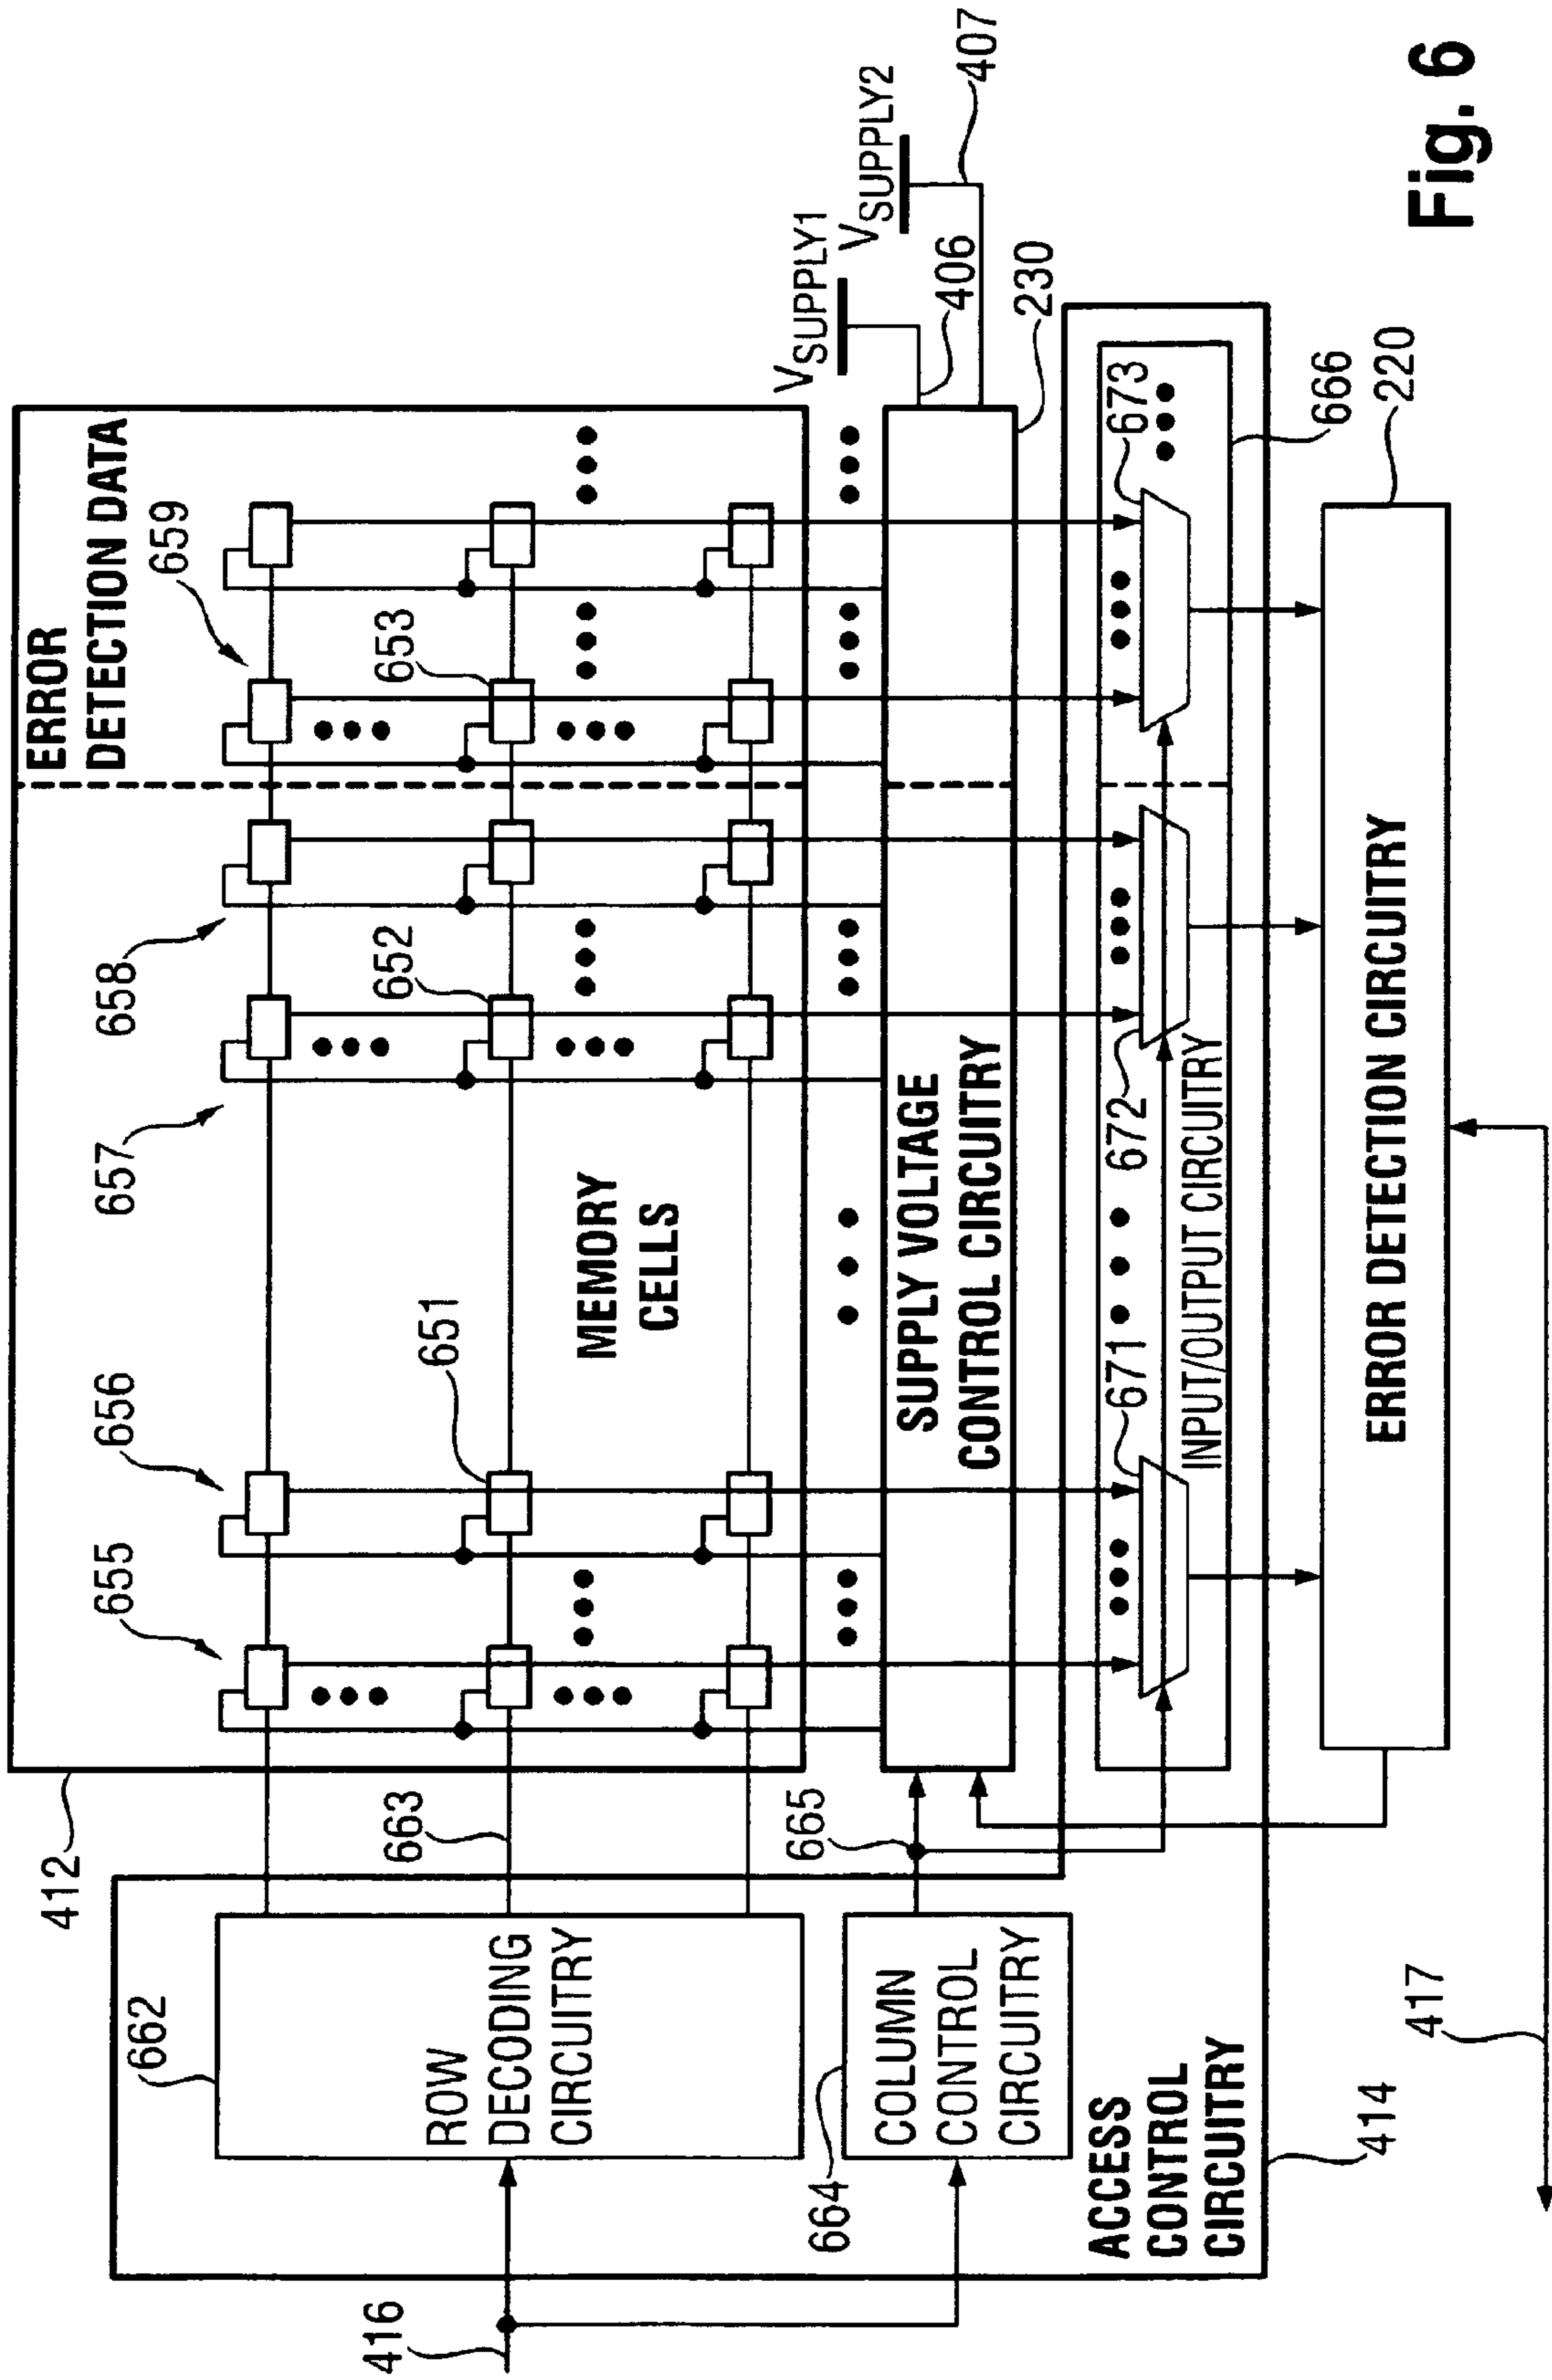 ERROR
DETECTION DATA
659
658
657
656
655
653
652
651
412
MEMORY
CELLS
662
663
ROW
DECODING
CIRCUITRY
416
VSUPPLY1
VSUPPLY2
406
407
230
SUPPLY VOLTAGE
CONTROL CIRCUITRY
665
664
COLUMN
CONTROL
CIRCUITRY
671
672
673
INPUT/OUTPUT CIRCUITRY
666
ACCESS
CONTROL
CIRCUITRY
414
220
ERROR DETECTION CIRCUITRY
417
Fig. 6